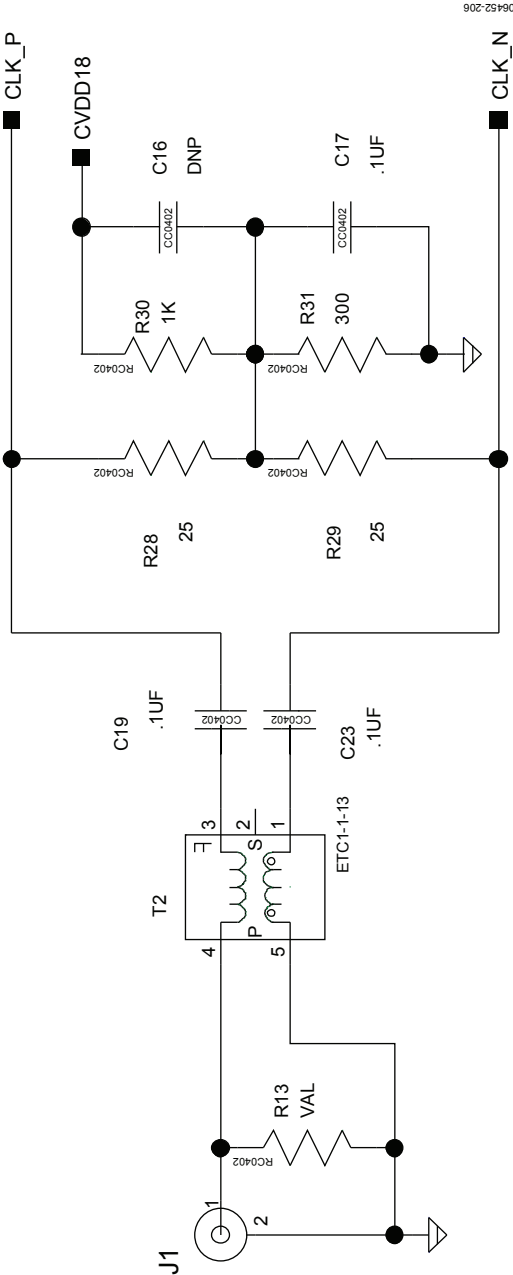 06452-206
CLK_P
CLK_N
CVDD18
C16
DNP
C17
.1UF
CC0402
CC0402
R30
1K
R31
300
RC0402
RC0402
RC0402
RC0402
R28
25
R29
25
C19
.1UF
CC0402
CC0402
C23
.1UF
T2
3
2
1
S
P
4
5
ETC1-1-13
R13
VAL
RC0402
J1
1
2